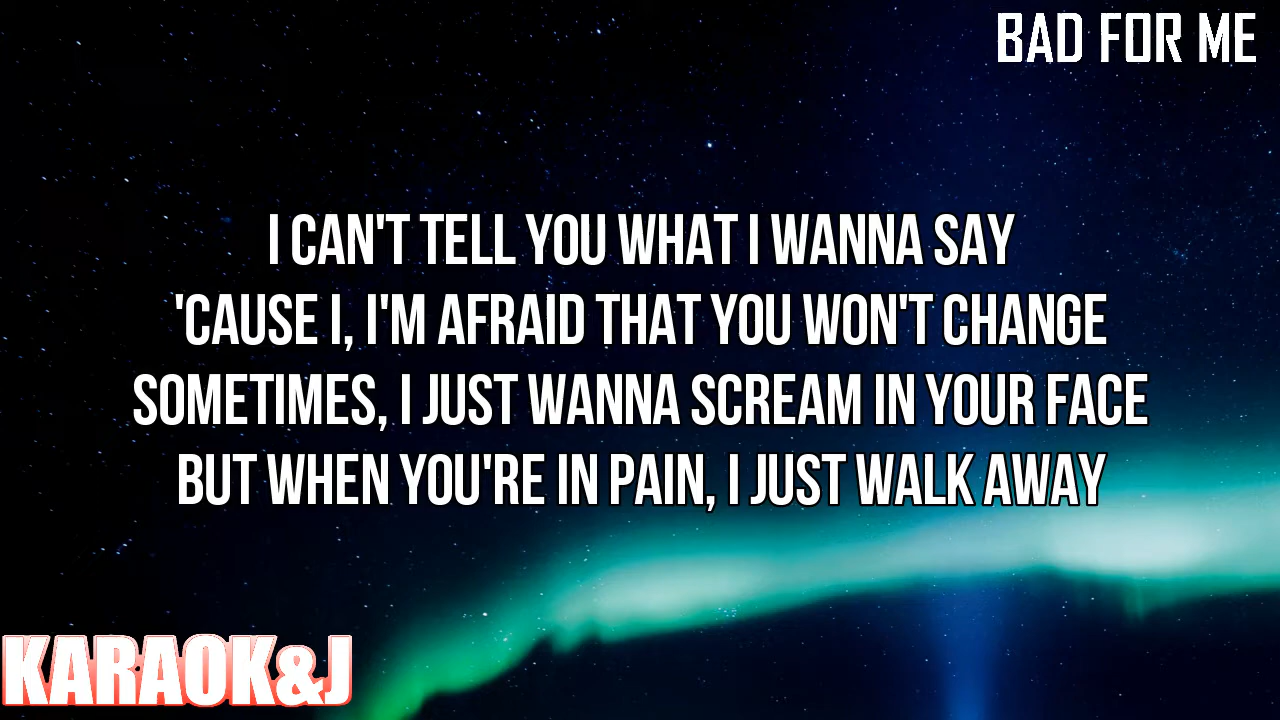 BAD FOR ME
I CAN'T TELL YOU WHAT I WANNA SAY
'CAUSE I, I'M AFRAID THAT YOU WON'T CHANGE
SOMETIMES, I JUST WANNA SCREAM IN YOUR FACE
BUT WHEN YOU'RE IN PAIN, I JUST WALK AWAY
KARAOK&J